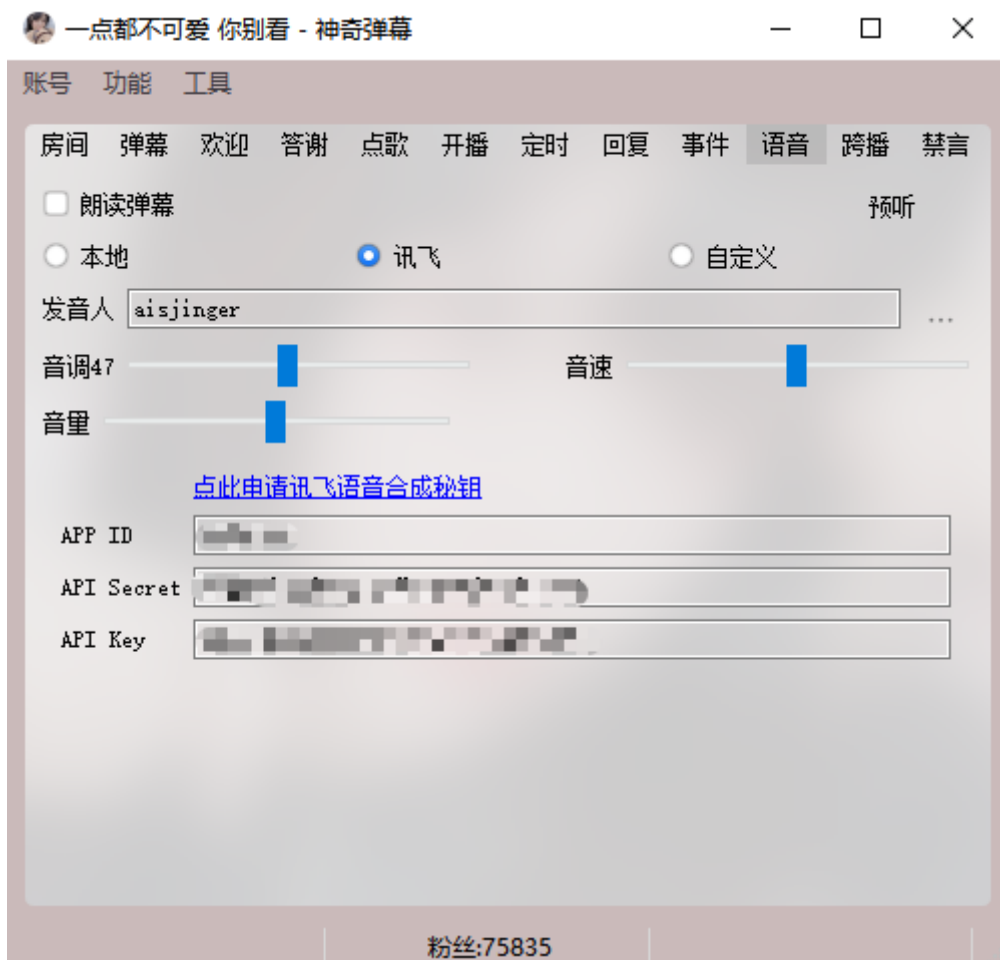 一点都不可爱 你别看 - 神奇弹幕
账号 功能 工具
房间 弹幕 欢迎 答谢 点歌 开播 定时 回复 事件 语音 跨播 禁言
朗读弹幕 预听
本地 讯飞 自定义
发音人 aisjinger ...
音调47 音速
音量
点此申请讯飞语音合成秘钥
APP ID
API Secret
API Key
粉丝:75835